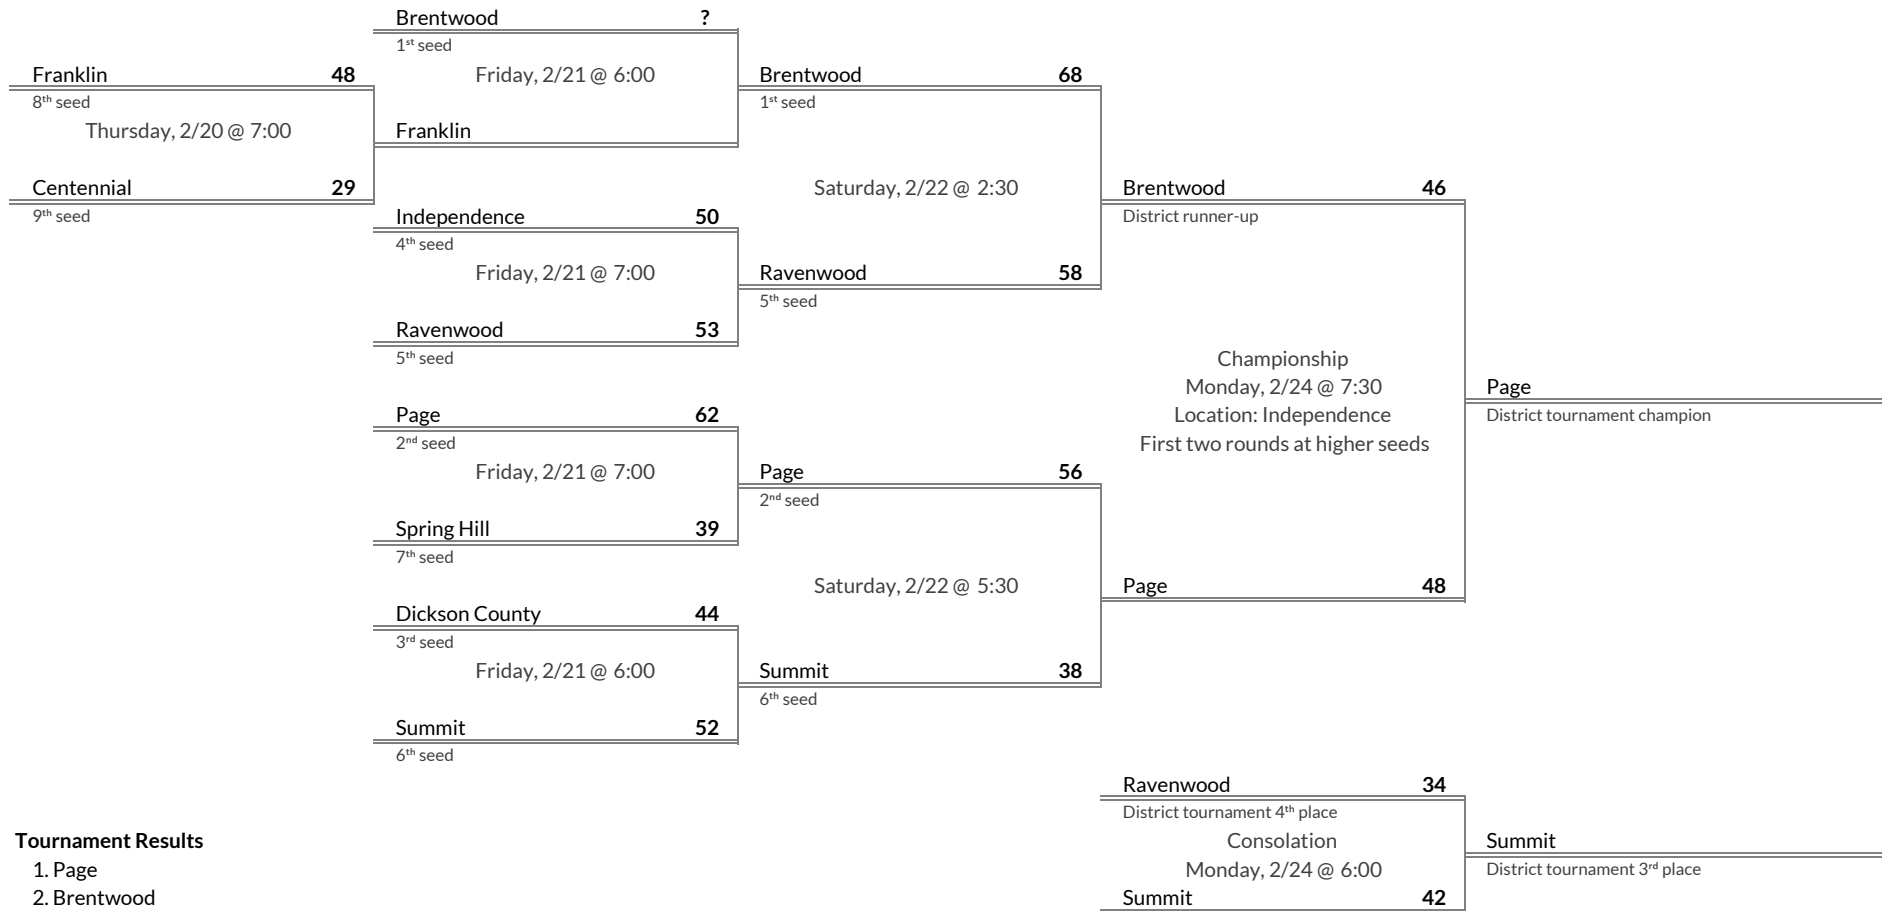 Brentwood ?
1st seed
Franklin 48
8th seed
Thursday, 2/20 @ 7:00
Centennial 29
9th seed
Friday, 2/21 @ 6:00
Franklin
Brentwood 68
1st seed
Independence 50
4th seed
Friday, 2/21 @ 7:00
Ravenwood 53
5th seed
Saturday, 2/22 @ 2:30
Ravenwood 58
5th seed
Brentwood 46
District runner-up
Page 62
2nd seed
Friday, 2/21 @ 7:00
Spring Hill 39
7th seed
Page 56
2nd seed
Championship
Monday, 2/24 @ 7:30
Location: Independence
First two rounds at higher seeds
Page
District tournament champion
Dickson County 44
3rd seed
Friday, 2/21 @ 6:00
Summit 52
6th seed
Saturday, 2/22 @ 5:30
Summit 38
6th seed
Page 48
Ravenwood 34
District tournament 4th place
Consolation
Monday, 2/24 @ 6:00
Summit 42
Summit
District tournament 3rd place
Tournament Results
1. Page
2. Brentwood